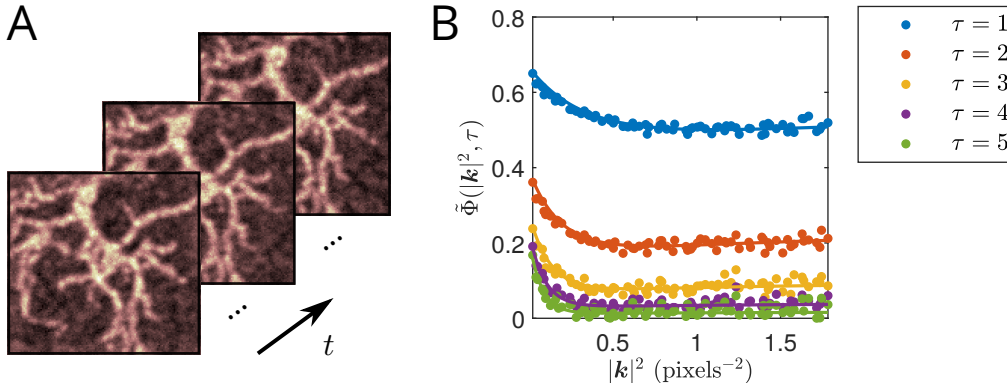 A
t
B
Φ̃(|k|², τ)
0.8
0.6
0.4
0.2
0
0.5
1
1.5
|k|² (pixels⁻²)
τ = 1
τ = 2
τ = 3
τ = 4
τ = 5